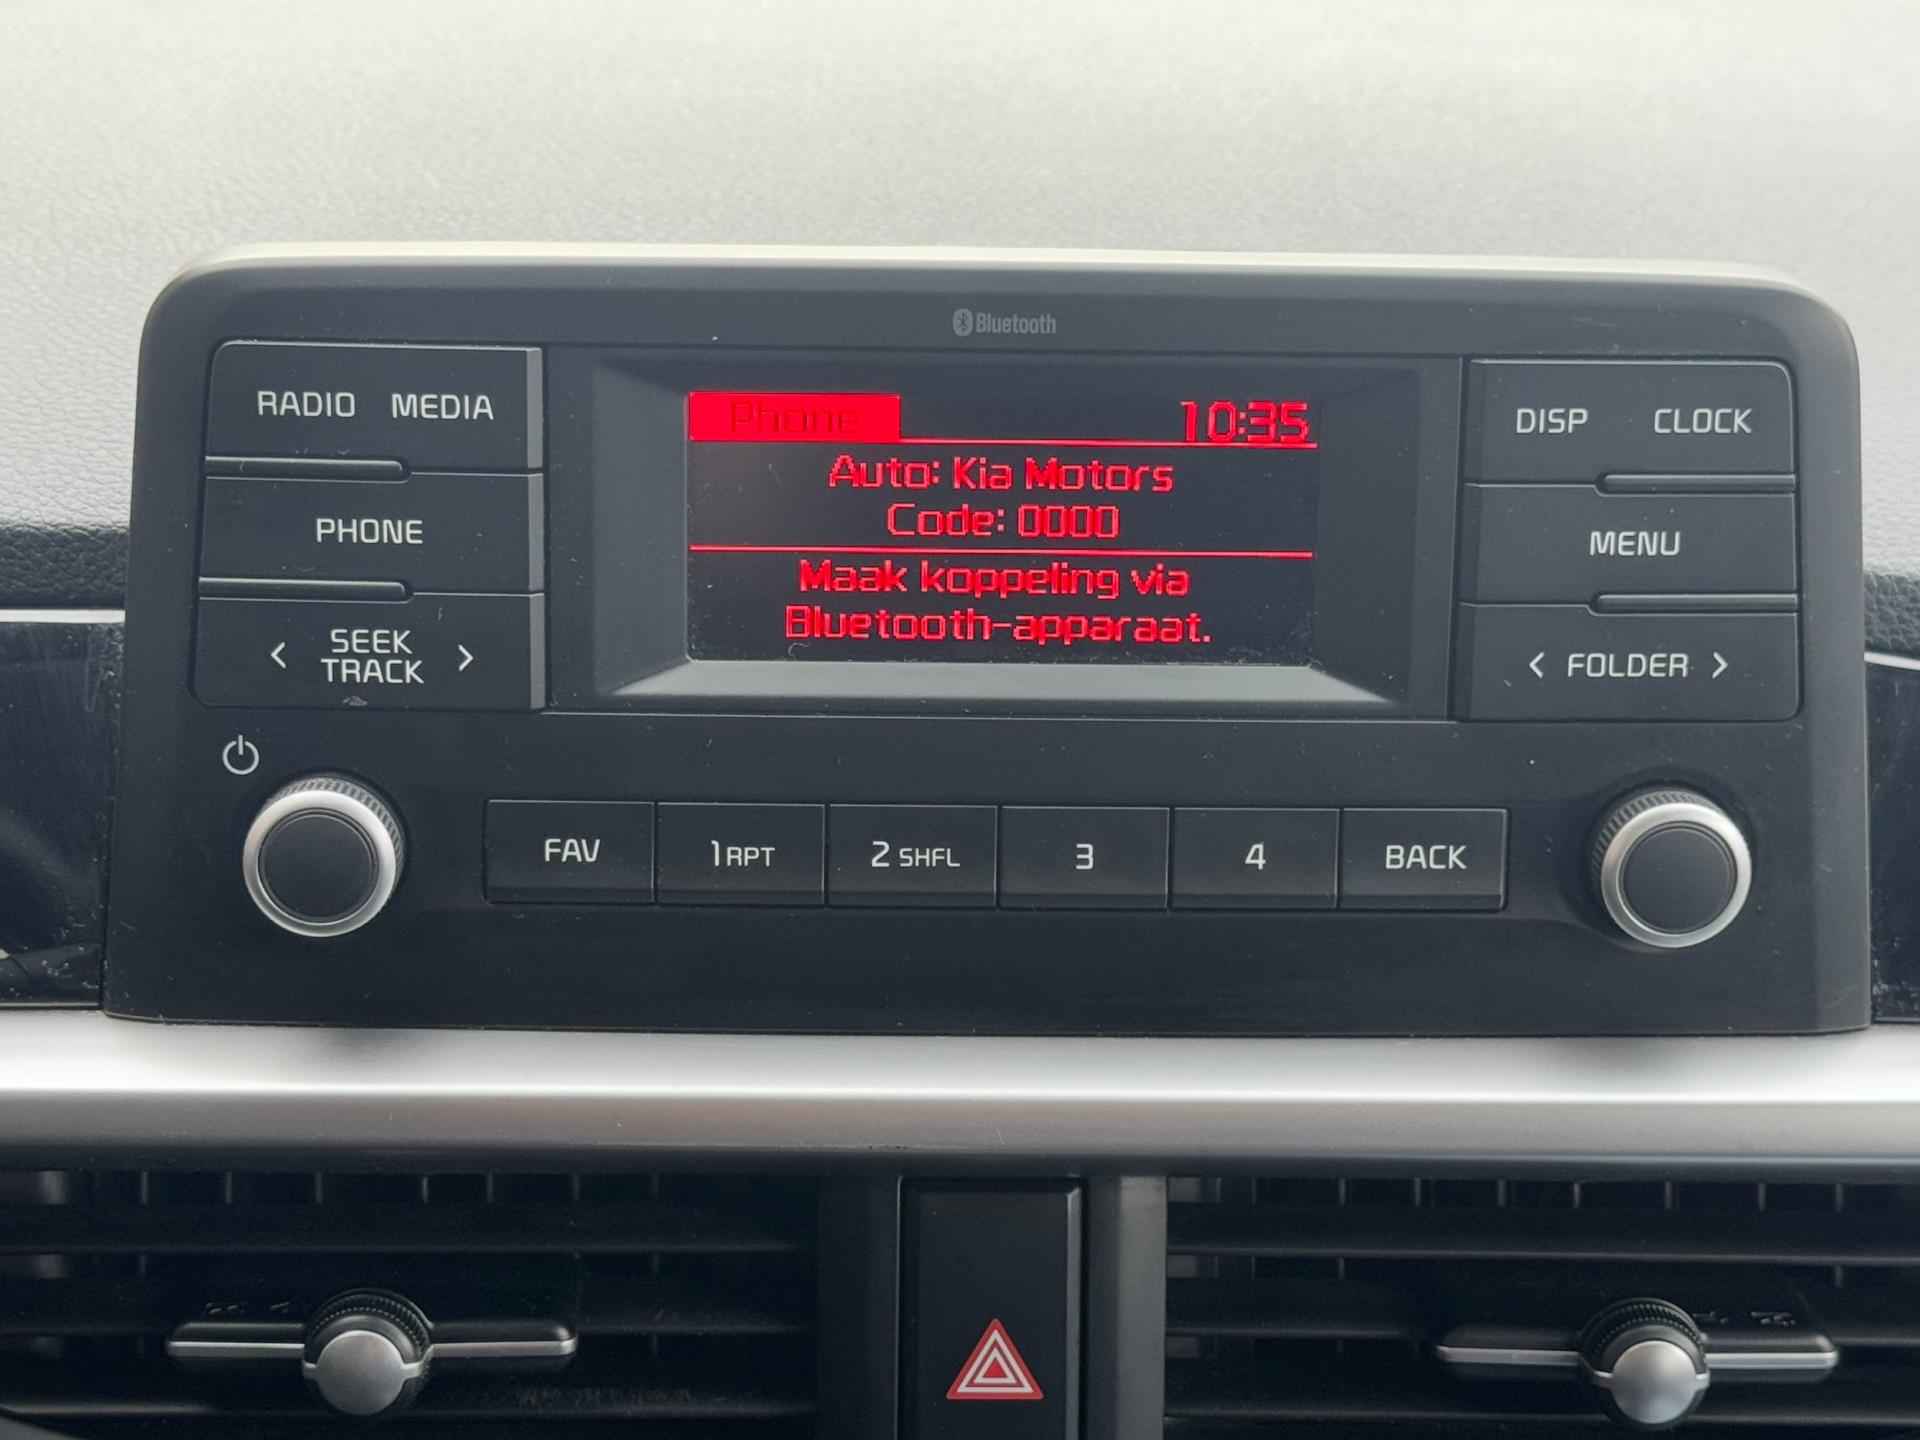 Bluetooth
RADIO MEDIA
PHONE
< SEEK TRACK >
Phone 10:35
Auto: Kia Motors
Code: 0000
Maak koppeling via
Bluetooth-apparaat.
DISP CLOCK
MENU
< FOLDER >
FAV 1 RPT 2 SHFL 3 4 BACK